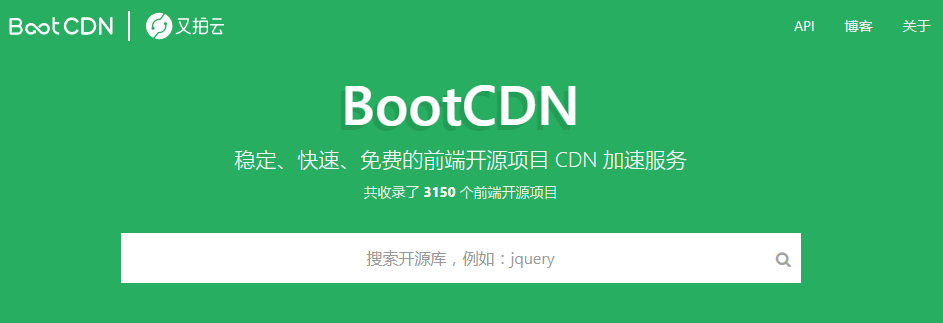 BootCDN 又拍云 API 博客 关于
BootCDN
稳定、快速、免费的前端开源项目 CDN 加速服务
共收录了 3150 个前端开源项目
搜索开源库，例如：jquery